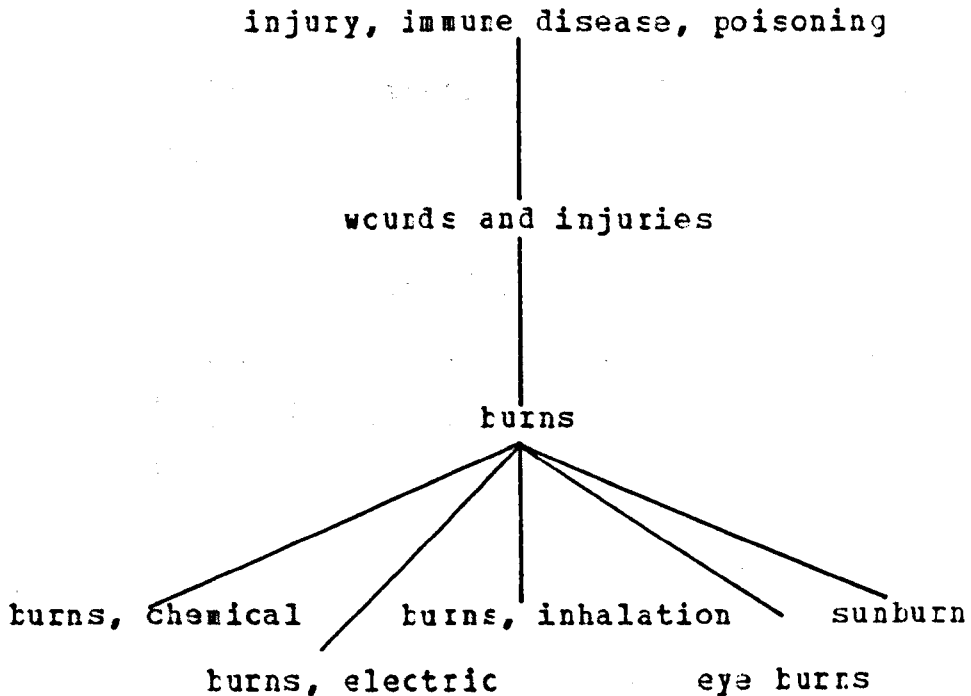 injury, immune disease, poisoning
wounds and injuries
burns
burns, chemical burns, inhalation sunburn
burns, electric eye burns